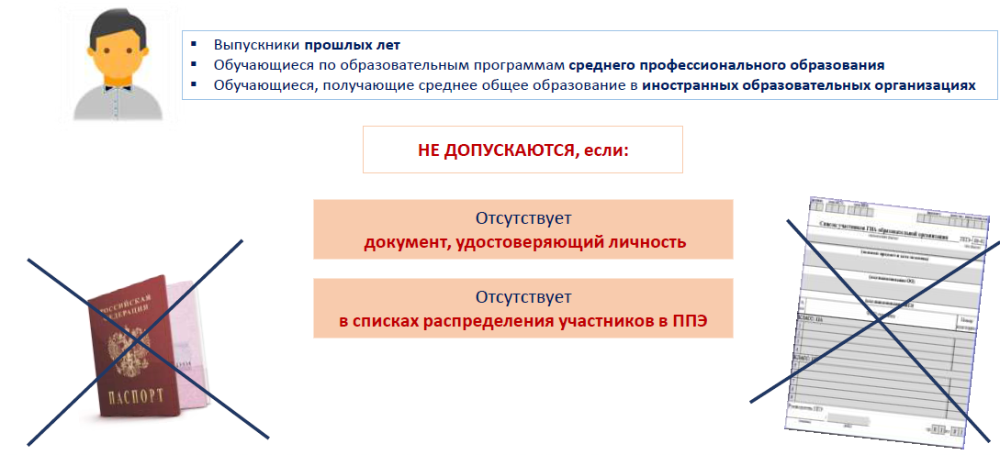 ▪ Выпускники прошлых лет
▪ Обучающиеся по образовательным программам среднего профессионального образования
▪ Обучающиеся, получающие среднее общее образование в иностранных образовательных организациях
НЕ ДОПУСКАЮТСЯ, если:
Отсутствует
документ, удостоверяющий личность
Отсутствует
в списках распределения участников в ППЭ
РОССИЙСКАЯ
ФЕДЕРАЦИЯ
ПАСПОРТ
Список участников ГИА образовательной организации